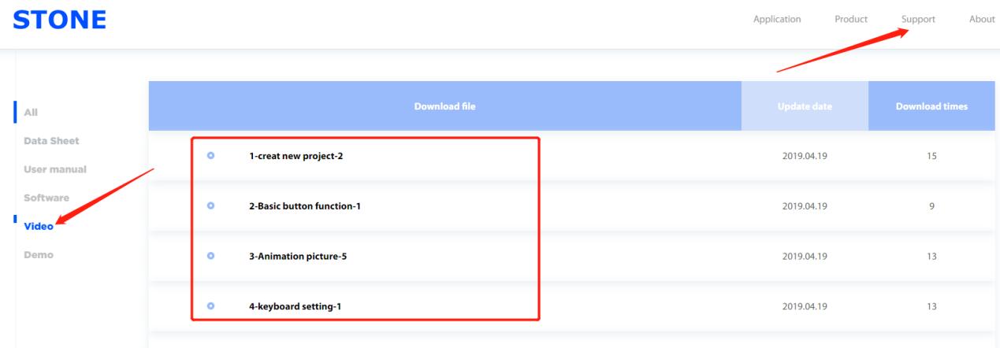 STONE
Application Product Support About
All
Data Sheet
User manual
Software
Video
Demo
Download file Update date Download times
1-creat new project-2 2019.04.19 15
2-Basic button function-1 2019.04.19 9
3-Animation picture-5 2019.04.19 13
4-keyboard setting-1 2019.04.19 13